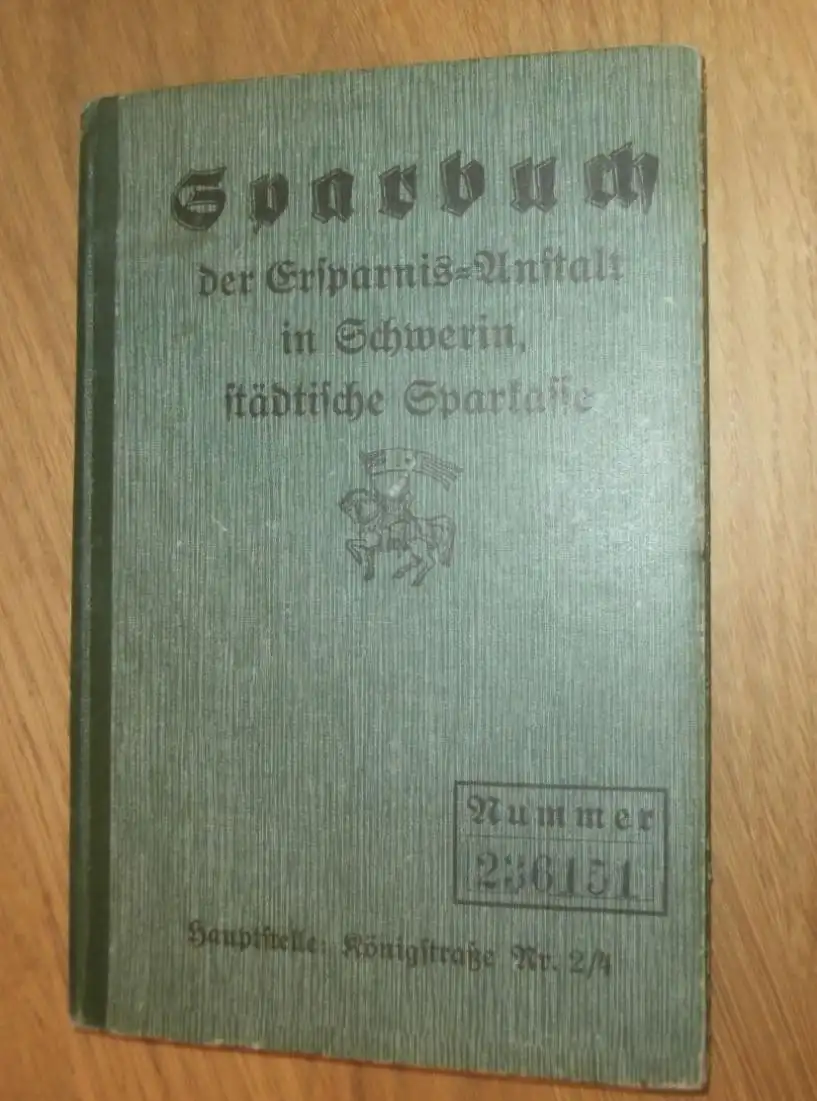 Sparbuch
der Ersparnis=Anstalt
in Schwerin,
städtische Sparkasse
Nummer
236151
Hauptstelle: Königstraße Nr. 2/4